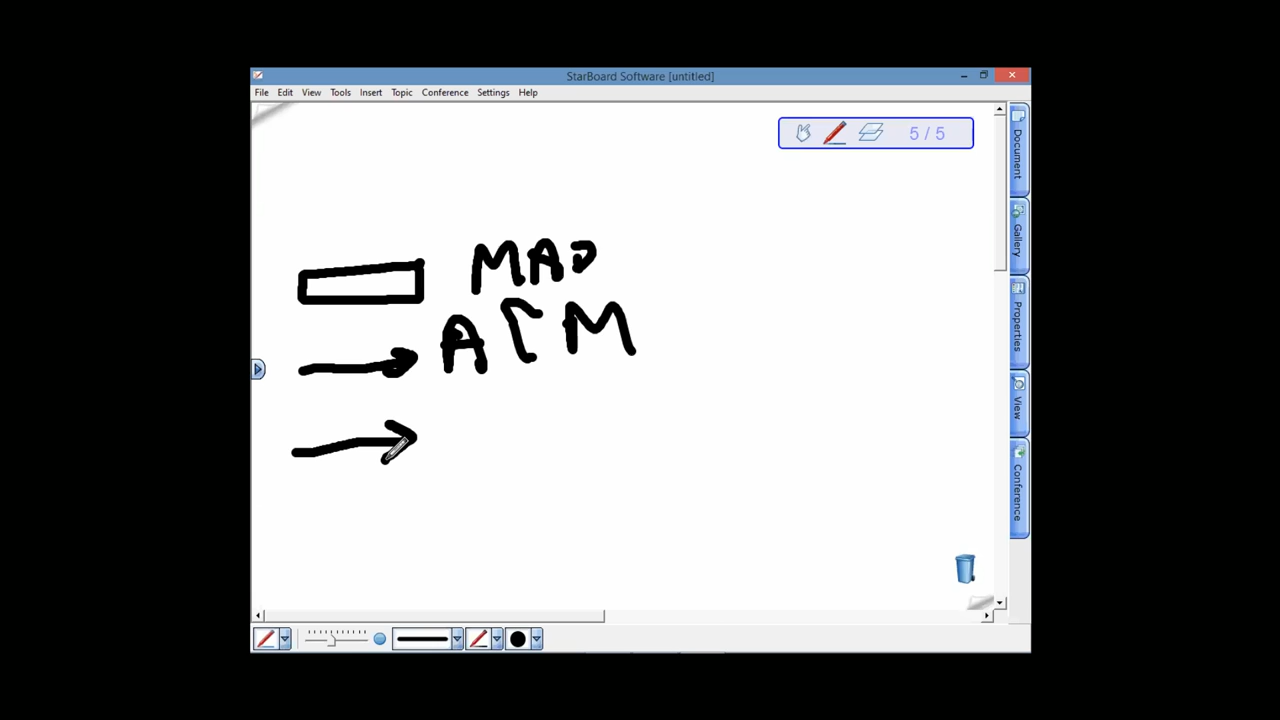 StarBoard Software [untitled]
File Edit View Tools Insert Topic Conference Settings Help
5 / 5
Document
Gallery
Properties
View
Conference
A C M